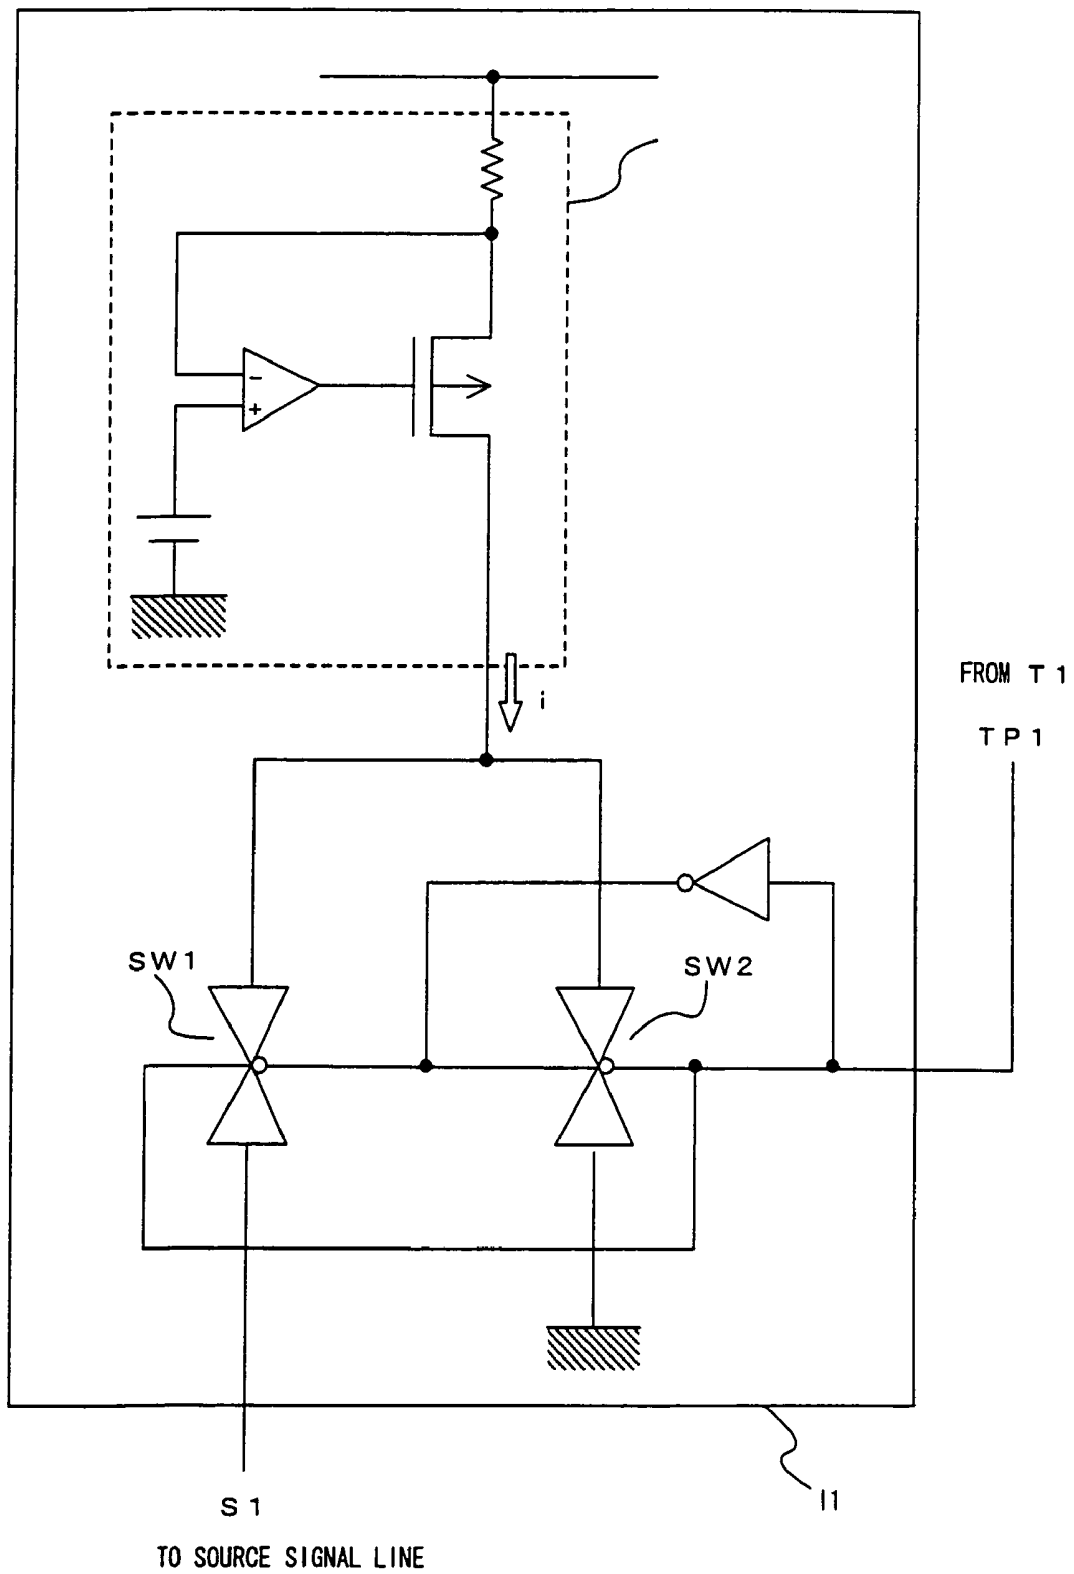 -
+
FROM T1
TP1
i
SW1
SW2
I1
S1
TO SOURCE SIGNAL LINE